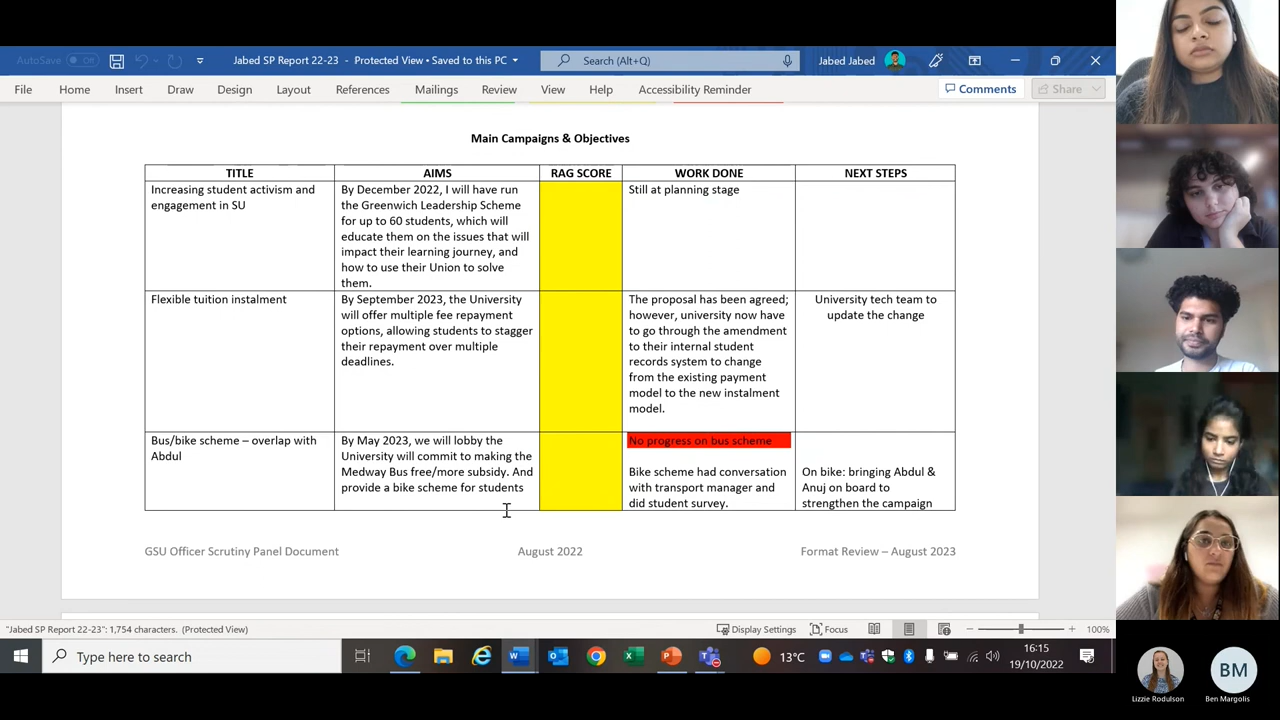 AutoSave Off
Jabed SP Report 22-23 - Protected View • Saved to this PC
Search (Alt+Q)
Jabed Jabed
File Home Insert Draw Design Layout References Mailings Review View Help Accessibility Reminder Comments Share
Main Campaigns & Objectives
TITLE AIMS RAG SCORE WORK DONE NEXT STEPS
Increasing student activism and
engagement in SU
By December 2022, I will have run
the Greenwich Leadership Scheme
for up to 60 students, which will
educate them on the issues that will
impact their learning journey, and
how to use their Union to solve
them.
Still at planning stage
Flexible tuition instalment
By September 2023, the University
will offer multiple fee repayment
options, allowing students to stagger
their repayment over multiple
deadlines.
The proposal has been agreed;
however, university now have
to go through the amendment
to their internal student
records system to change
from the existing payment
model to the new instalment
model.
University tech team to
update the change
Bus/bike scheme – overlap with
Abdul
By May 2023, we will lobby the
University will commit to making the
Medway Bus free/more subsidy. And
provide a bike scheme for students
No progress on bus scheme
Bike scheme had conversation
with transport manager and
did student survey.
On bike: bringing Abdul &
Anuj on board to
strengthen the campaign
GSU Officer Scrutiny Panel Document August 2022 Format Review – August 2023
"Jabed SP Report 22-23": 1,754 characters. (Protected View)
Display Settings Focus 100%
Type here to search
13°C
16:15
19/10/2022
BM
Lizzie Rodulson Ben Margolis